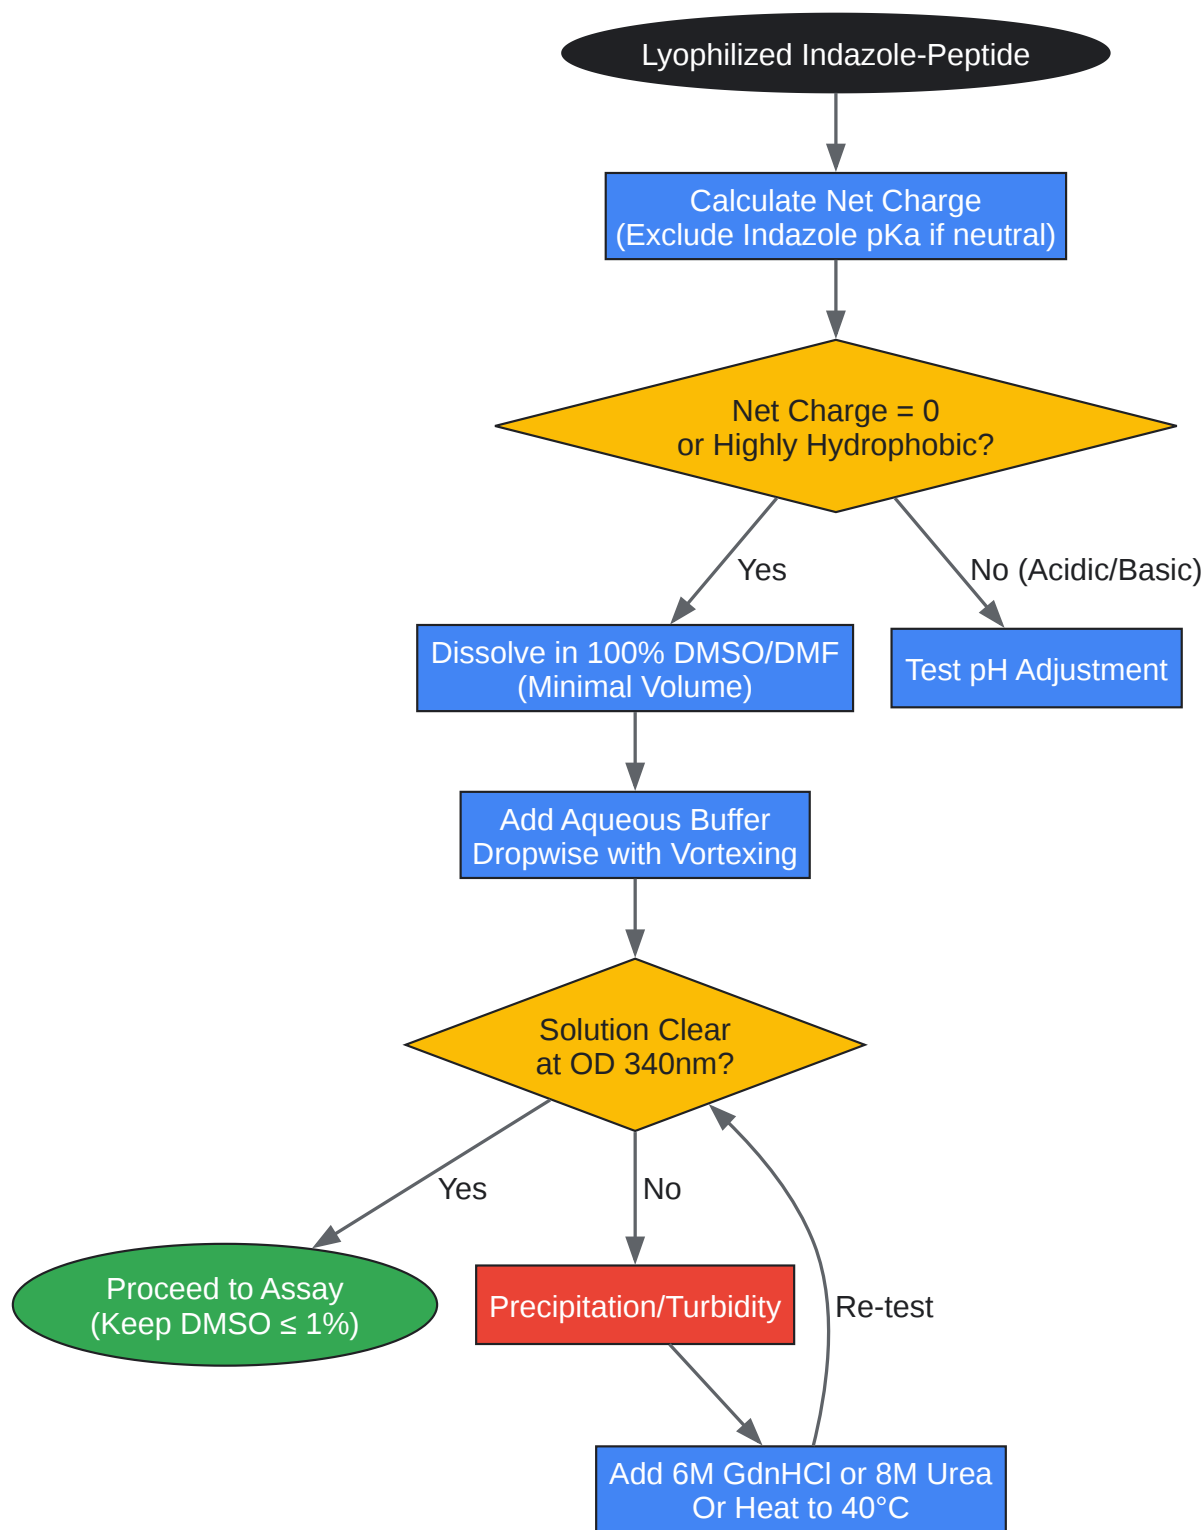 Lyophilized Indazole-Peptide
Calculate Net Charge
(Exclude Indazole pKa if neutral)
Net Charge = 0
or Highly Hydrophobic?
Yes
No (Acidic/Basic)
Dissolve in 100% DMSO/DMF
(Minimal Volume)
Test pH Adjustment
Add Aqueous Buffer
Dropwise with Vortexing
Solution Clear
at OD 340nm?
Yes
No
Proceed to Assay
(Keep DMSO ≤ 1%)
Precipitation/Turbidity
Re-test
Add 6M GdnHCl or 8M Urea
Or Heat to 40°C